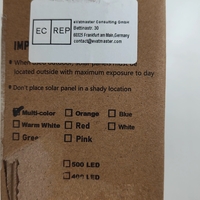 evatmaster Consulting GmbH
Bettinastr. 30
60325 Frankfurt am Main,Germany
contact@evatmaster.com
EC REP
IMP
located outside with maximum exposure to day
Don't place solar panel in a shady location
Multi-color Orange Blue
Warm White Red White
Green Pink
500 LED
400 LED